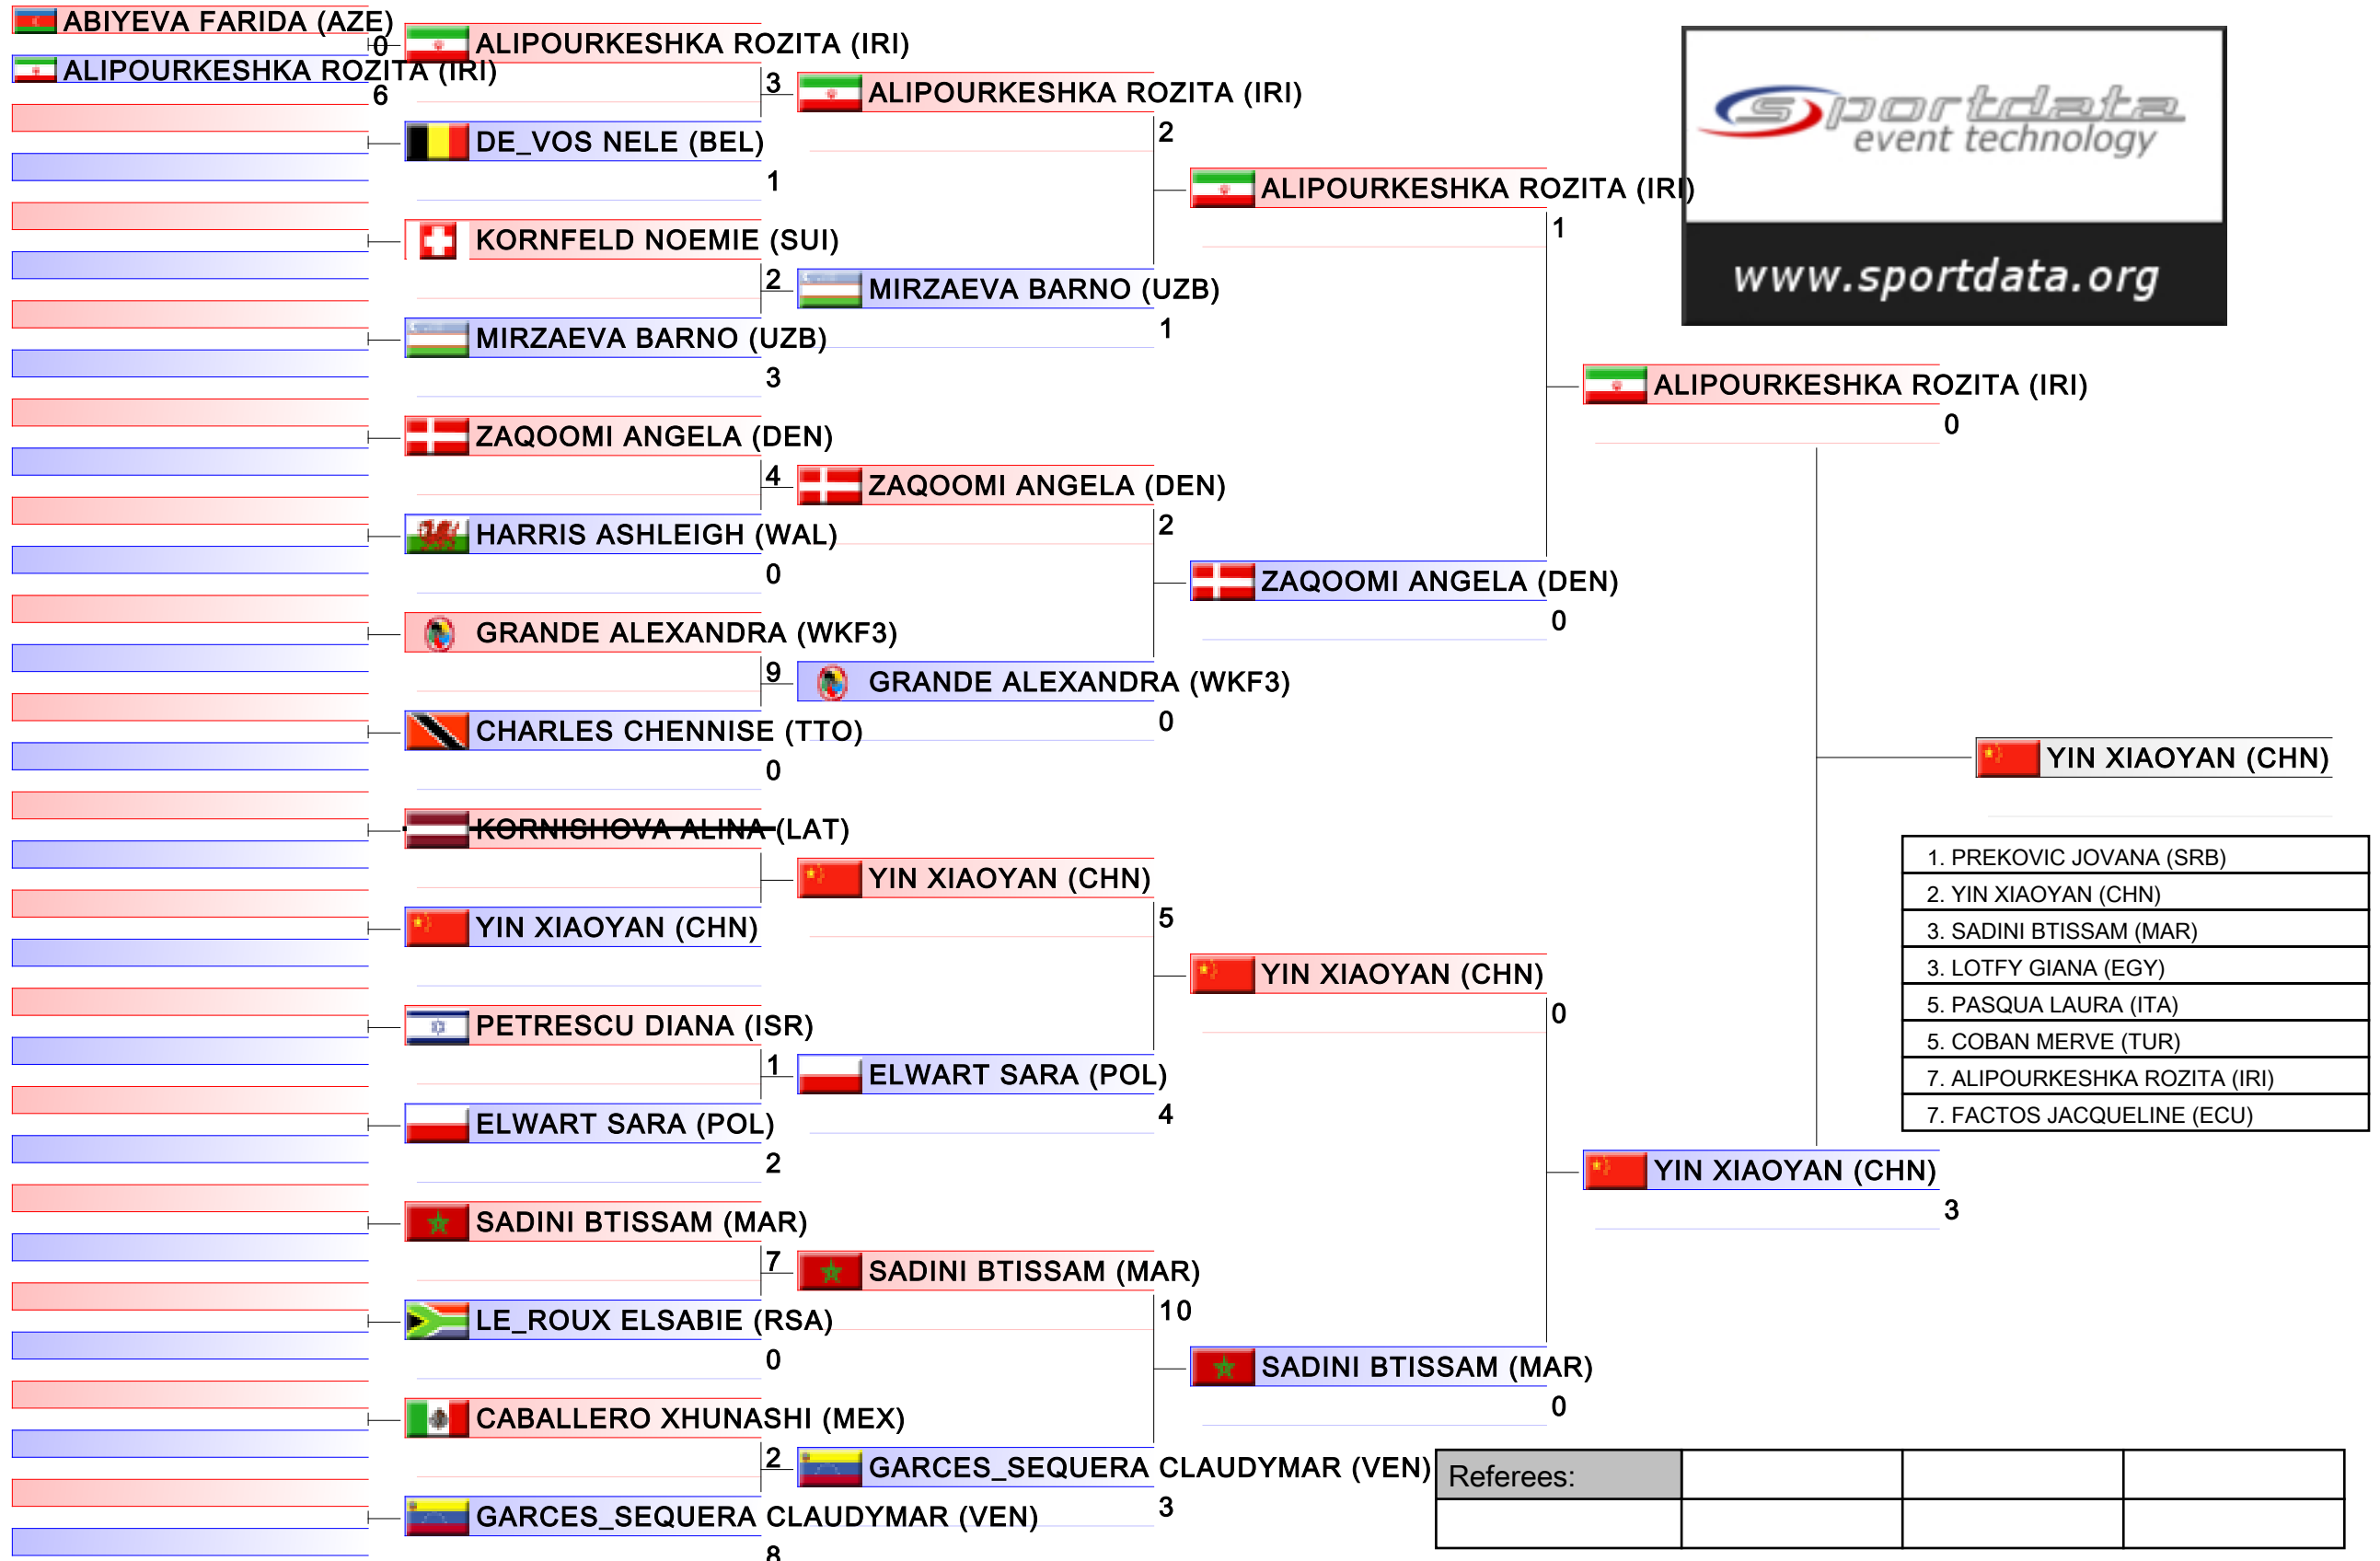 ABIYEVA FARIDA (AZE)
0
ALIPOURKESHKA ROZITA (IRI)
6
ALIPOURKESHKA ROZITA (IRI)
3
DE_VOS NELE (BEL)
1
KORNFELD NOEMIE (SUI)
2
MIRZAEVA BARNO (UZB)
3
ZAQOOMI ANGELA (DEN)
4
HARRIS ASHLEIGH (WAL)
0
GRANDE ALEXANDRA (WKF3)
9
CHARLES CHENNISE (TTO)
0
KORNISHOVA ALINA (LAT)
YIN XIAOYAN (CHN)
PETRESCU DIANA (ISR)
1
ELWART SARA (POL)
2
SADINI BTISSAM (MAR)
7
LE_ROUX ELSABIE (RSA)
0
CABALLERO XHUNASHI (MEX)
2
GARCES_SEQUERA CLAUDYMAR (VEN)
8
ALIPOURKESHKA ROZITA (IRI)
2
MIRZAEVA BARNO (UZB)
1
ZAQOOMI ANGELA (DEN)
2
GRANDE ALEXANDRA (WKF3)
0
YIN XIAOYAN (CHN)
5
ELWART SARA (POL)
4
SADINI BTISSAM (MAR)
10
GARCES_SEQUERA CLAUDYMAR (VEN)
3
ALIPOURKESHKA ROZITA (IRI)
1
ZAQOOMI ANGELA (DEN)
0
YIN XIAOYAN (CHN)
0
SADINI BTISSAM (MAR)
0
ALIPOURKESHKA ROZITA (IRI)
0
YIN XIAOYAN (CHN)
3
YIN XIAOYAN (CHN)
sportdata
event technology
www.sportdata.org
1. PREKOVIC JOVANA (SRB)
2. YIN XIAOYAN (CHN)
3. SADINI BTISSAM (MAR)
3. LOTFY GIANA (EGY)
5. PASQUA LAURA (ITA)
5. COBAN MERVE (TUR)
7. ALIPOURKESHKA ROZITA (IRI)
7. FACTOS JACQUELINE (ECU)
Referees: